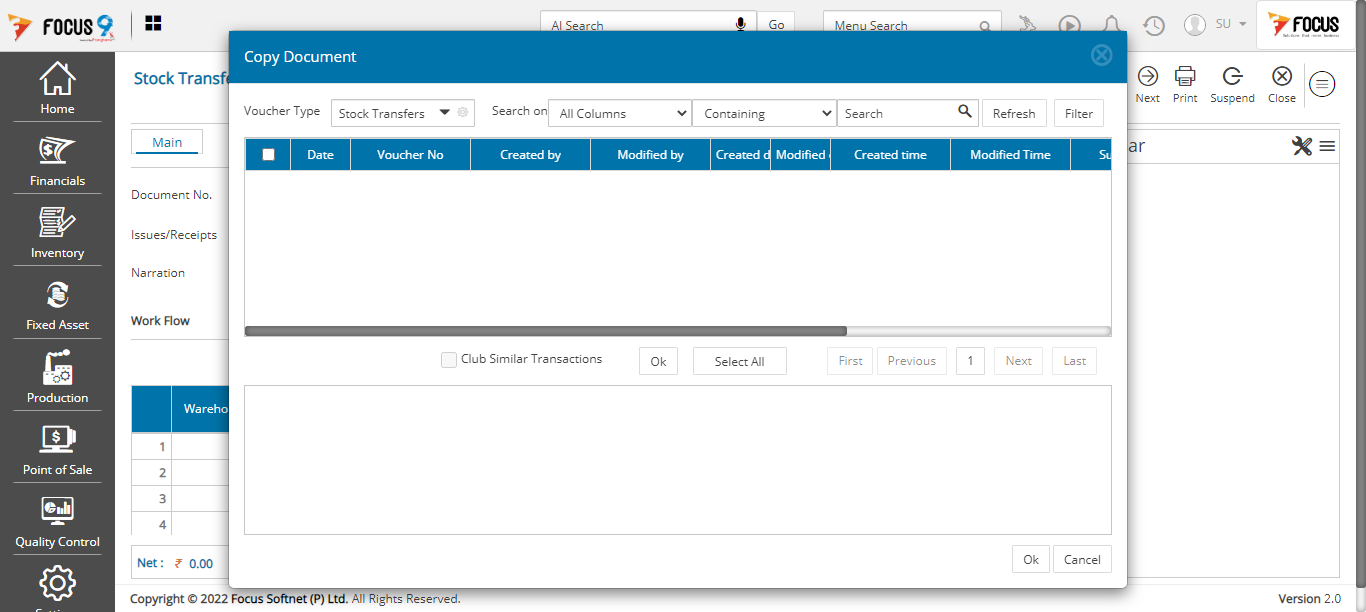 FOCUS 9
AI Search
Go
Menu Search
SU
FOCUS
Home
Financials
Inventory
Fixed Asset
Production
Point of Sale
Quality Control
Stock Transfe
Next
Print
Suspend
Close
Main
ar
Document No.
Issues/Receipts
Narration
Work Flow
Wareho
1
2
3
4
Net : ₹ 0.00
Copy Document
Voucher Type
Stock Transfers
Search on
All Columns
Containing
Search
Refresh
Filter
Date
Voucher No
Created by
Modified by
Created d
Modified
Created time
Modified Time
Su
Club Similar Transactions
Ok
Select All
First
Previous
1
Next
Last
Ok
Cancel
Copyright © 2022 Focus Softnet (P) Ltd. All Rights Reserved.
Version 2.0